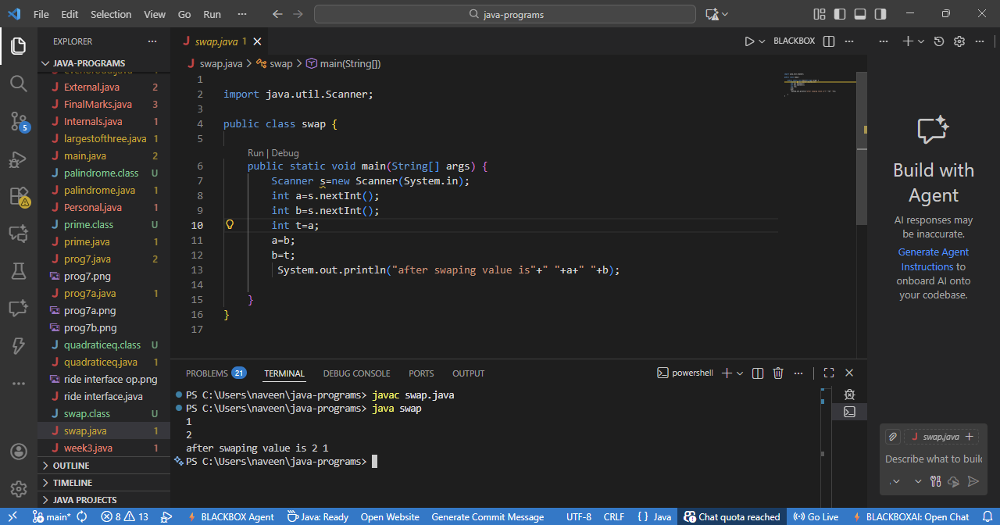 File Edit Selection View Go Run ··· java-programs
EXPLORER ···
JAVA-PROGRAMS
External.java 2
FinalMarks.java 3
Internals.java 1
largestofthree.java 1
main.java 2
palindrome.class U
palindrome.java 1
Personal.java 1
prime.class U
prime.java 1
prog7.java 2
prog7.png
prog7a.java 1
prog7a.png
prog7b.png
quadraticeq.class U
quadraticeq.java 1
ride interface op.png
ride interface.java
swap.class U
swap.java 1
week3.java 1
OUTLINE
TIMELINE
JAVA PROJECTS
5
swap.java 1
BLACKBOX
swap.java > swap > main(String[])
1
2 import java.util.Scanner;
3
4 public class swap {
5
Run | Debug
6 public static void main(String[] args) {
7 Scanner s=new Scanner(System.in);
8 int a=s.nextInt();
9 int b=s.nextInt();
10 int t=a;
11 a=b;
12 b=t;
13 System.out.println("after swaping value is"+" "+a+" "+b);
14
15 }
16 }
17
PROBLEMS 21 TERMINAL DEBUG CONSOLE PORTS OUTPUT
powershell
PS C:\Users\naveen\java-programs> javac swap.java
PS C:\Users\naveen\java-programs> java swap
1
2
after swaping value is 2 1
PS C:\Users\naveen\java-programs>
Build with
Agent
AI responses may
be inaccurate.
Generate Agent
Instructions to
onboard AI onto
your codebase.
swap.java
Describe what to build
main* 8 13 BLACKBOX Agent Java: Ready Open Website Generate Commit Message UTF-8 CRLF { } Java Chat quota reached Go Live BLACKBOXAI: Open Chat